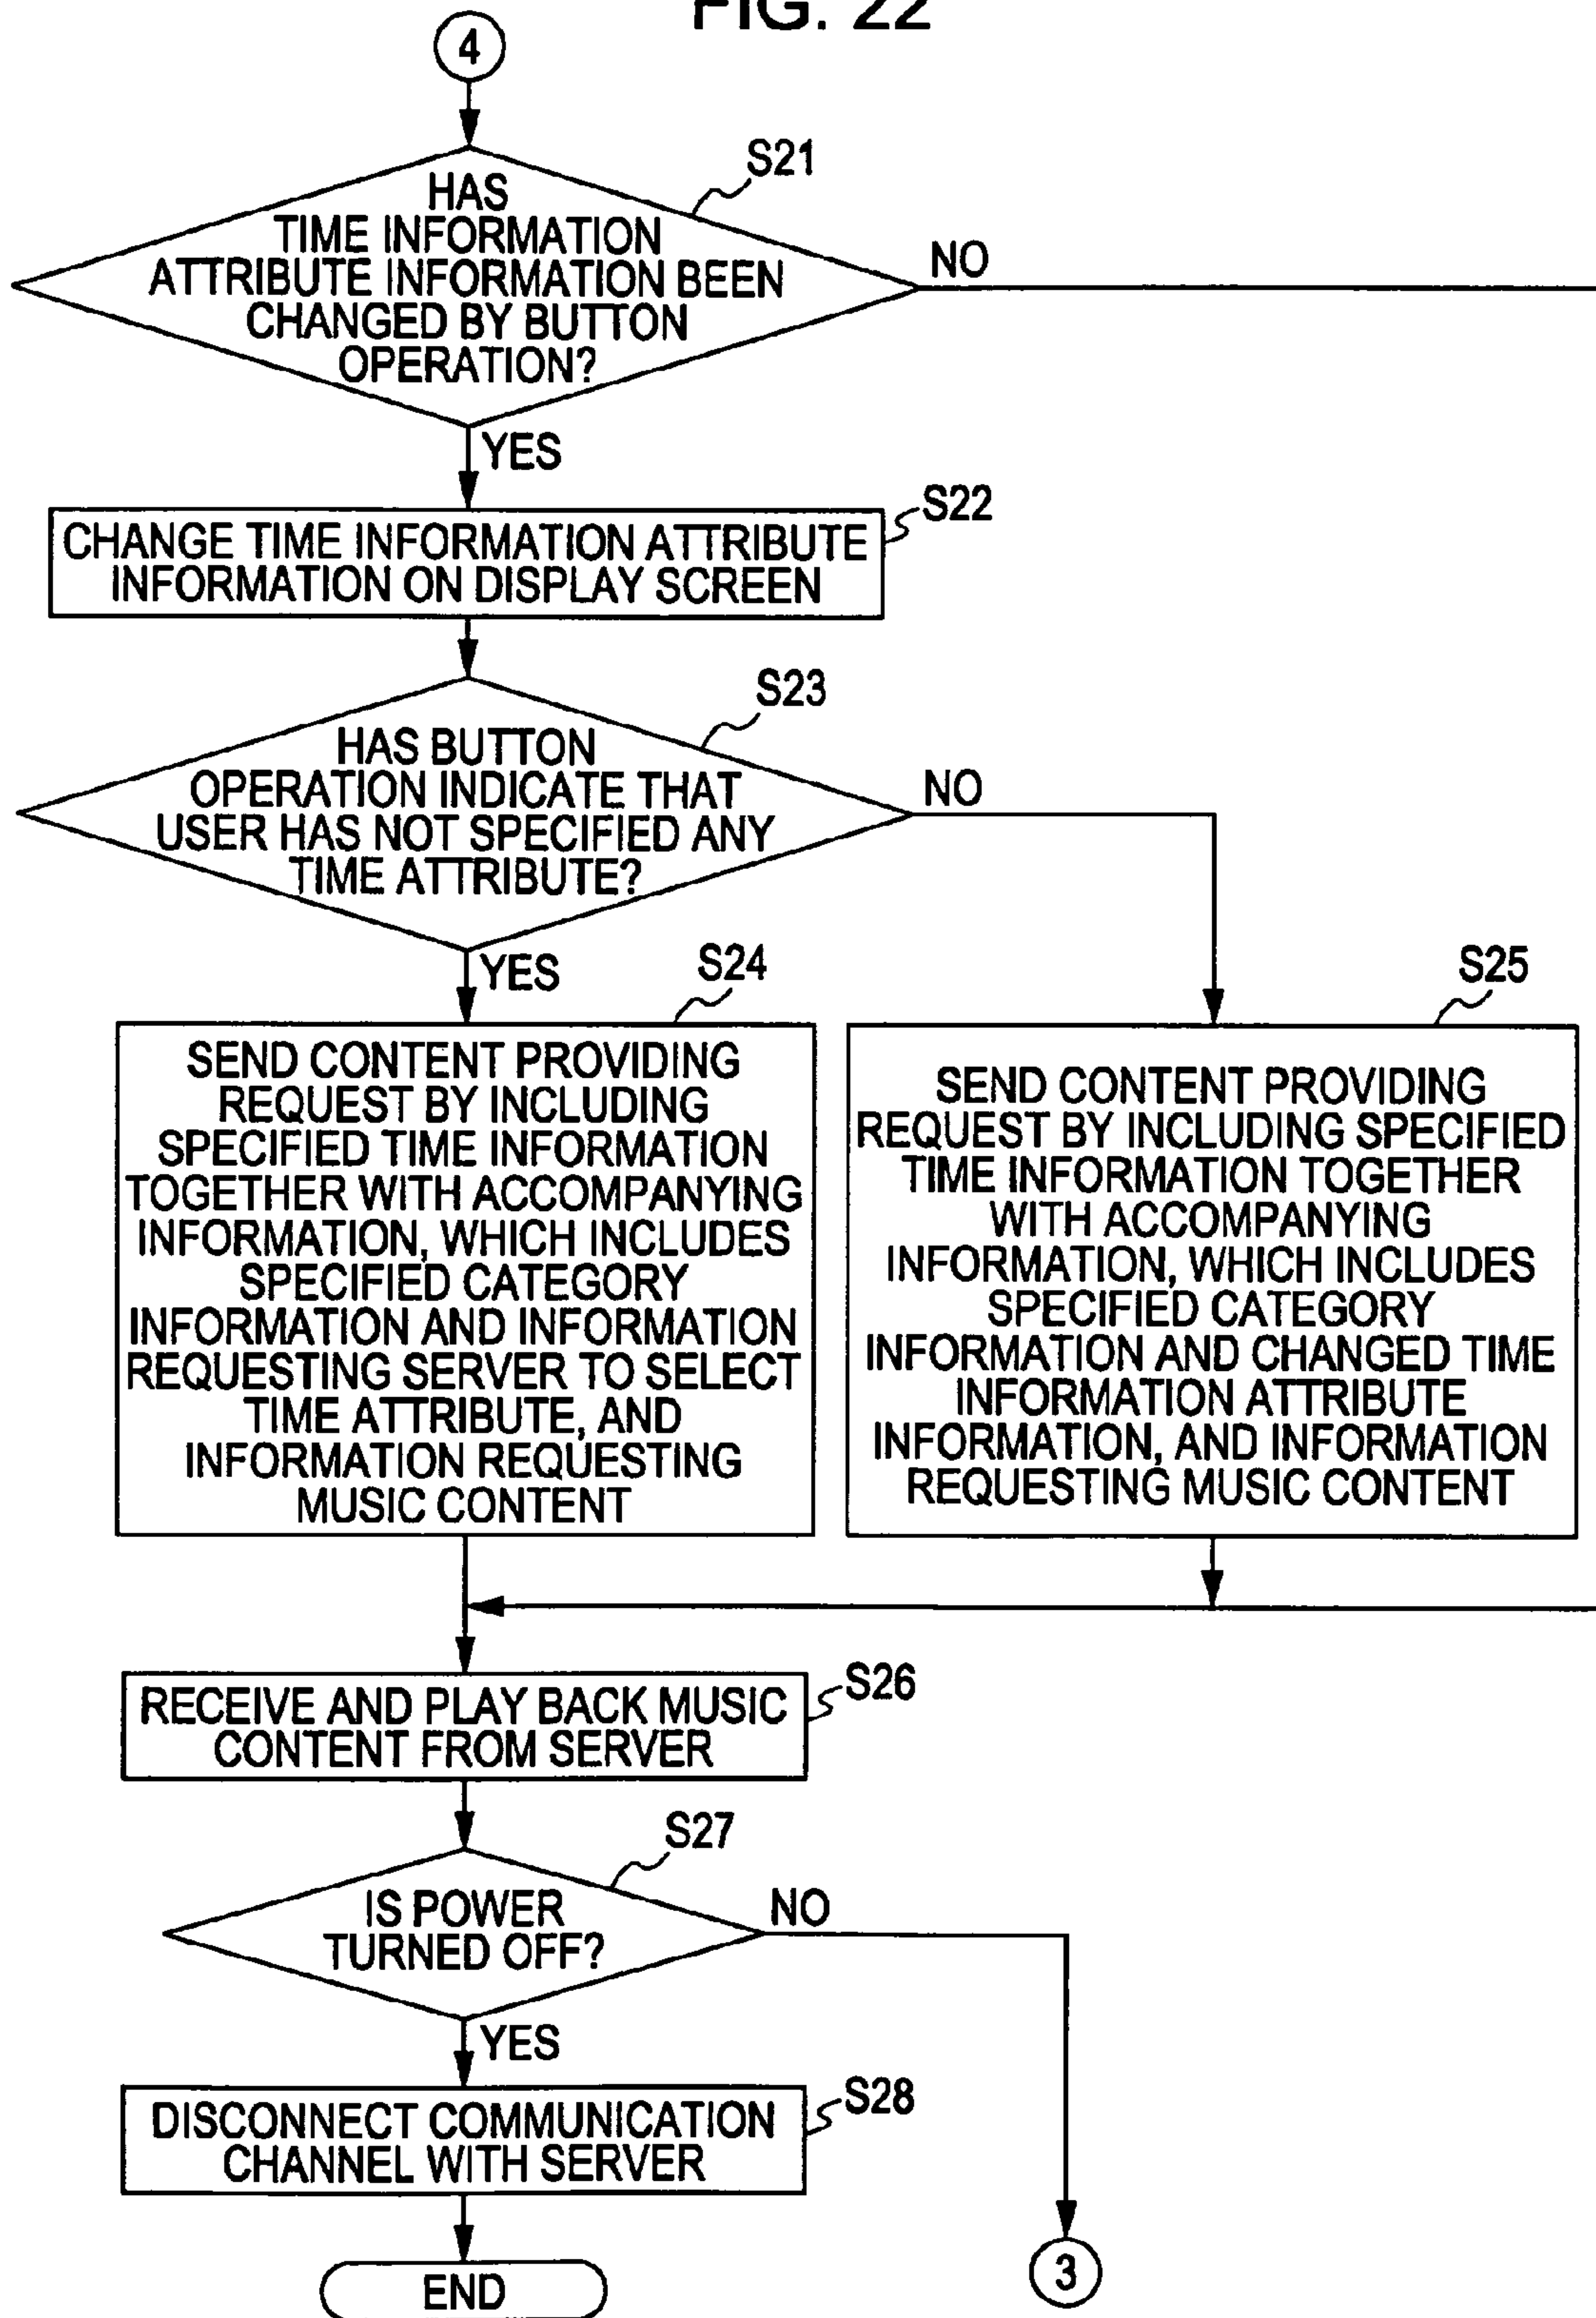 FIG. 22
4
S21
HAS
TIME INFORMATION
ATTRIBUTE INFORMATION BEEN
CHANGED BY BUTTON
OPERATION?
NO
YES
S22
CHANGE TIME INFORMATION ATTRIBUTE
INFORMATION ON DISPLAY SCREEN
S23
HAS BUTTON
OPERATION INDICATE THAT
USER HAS NOT SPECIFIED ANY
TIME ATTRIBUTE?
NO
YES
S24
SEND CONTENT PROVIDING
REQUEST BY INCLUDING
SPECIFIED TIME INFORMATION
TOGETHER WITH ACCOMPANYING
INFORMATION, WHICH INCLUDES
SPECIFIED CATEGORY
INFORMATION AND INFORMATION
REQUESTING SERVER TO SELECT
TIME ATTRIBUTE, AND
INFORMATION REQUESTING
MUSIC CONTENT
S25
SEND CONTENT PROVIDING
REQUEST BY INCLUDING SPECIFIED
TIME INFORMATION TOGETHER
WITH ACCOMPANYING
INFORMATION, WHICH INCLUDES
SPECIFIED CATEGORY
INFORMATION AND CHANGED TIME
INFORMATION ATTRIBUTE
INFORMATION, AND INFORMATION
REQUESTING MUSIC CONTENT
S26
RECEIVE AND PLAY BACK MUSIC
CONTENT FROM SERVER
S27
IS POWER
TURNED OFF?
NO
YES
S28
DISCONNECT COMMUNICATION
CHANNEL WITH SERVER
END
3